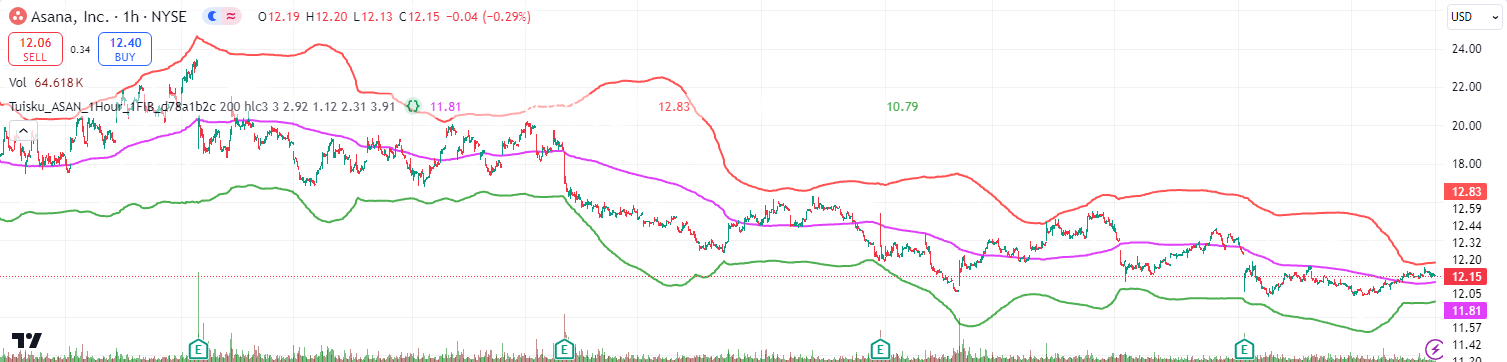 Asana, Inc. · 1h · NYSE O12.19 H12.20 L12.13 C12.15 −0.04 (−0.29%)
USD
12.06 SELL
0.34
12.40 BUY
Vol 64.618K
Tuisku_ASAN_1Hour_1FIB_d78a1b2c 200 hlc3 3 2.92 1.12 2.31 3.91 {} 11.81 12.83 10.79
24.00
22.00
20.00
18.00
12.83
12.59
12.44
12.32
12.20
12.15
12.05
11.81
11.57
11.42
11.20
E E E E